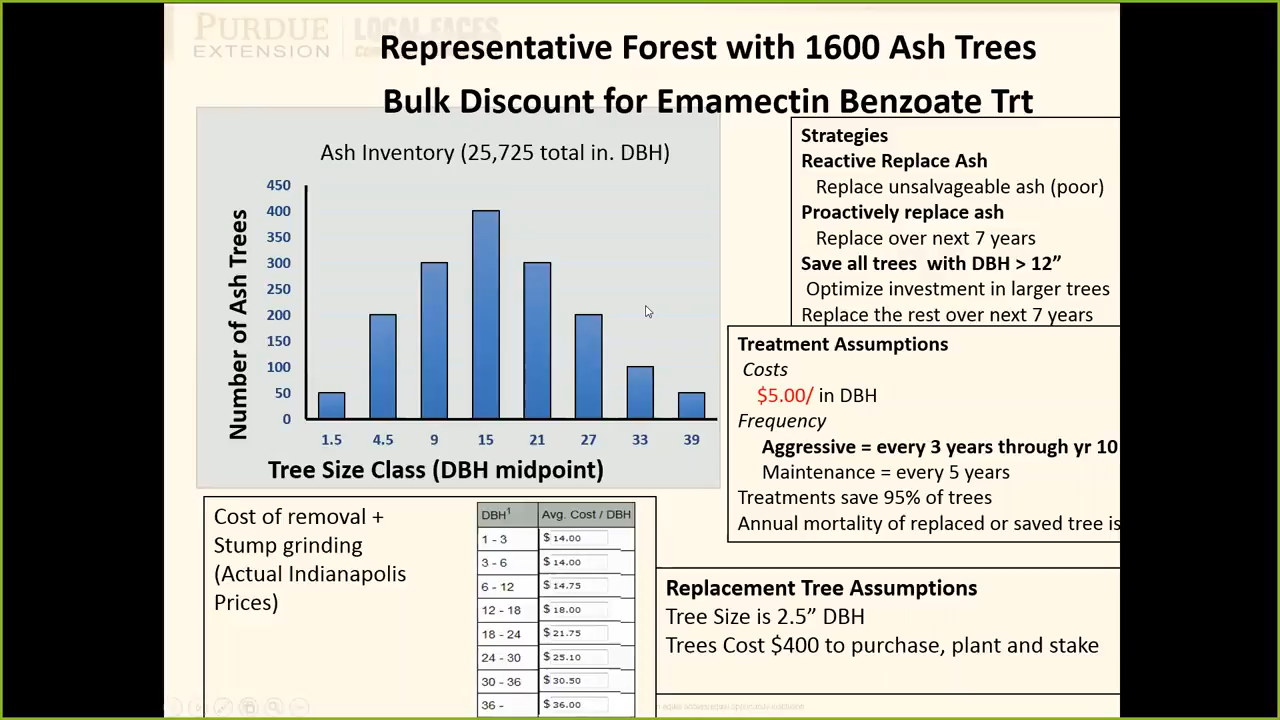 PURDUE
EXTENSION
LOCAL FACES
Representative Forest with 1600 Ash Trees
Bulk Discount for Emamectin Benzoate Trt
Ash Inventory (25,725 total in. DBH)
Number of Ash Trees
450
400
350
300
250
200
150
100
50
0
1.5 4.5 9 15 21 27 33 39
Tree Size Class (DBH midpoint)
Strategies
Reactive Replace Ash
Replace unsalvageable ash (poor)
Proactively replace ash
Replace over next 7 years
Save all trees with DBH > 12”
Optimize investment in larger trees
Replace the rest over next 7 years
Treatment Assumptions
Costs
$5.00/ in DBH
Frequency
Aggressive = every 3 years through yr 10
Maintenance = every 5 years
Treatments save 95% of trees
Annual mortality of replaced or saved tree is
Cost of removal +
Stump grinding
(Actual Indianapolis
Prices)
DBH¹ Avg. Cost / DBH
1 - 3 $ 14.00
3 - 6 $ 14.00
6 - 12 $ 14.75
12 - 18 $ 18.00
18 - 24 $ 21.75
24 - 30 $ 25.10
30 - 36 $ 30.50
36 - $ 36.00
Replacement Tree Assumptions
Tree Size is 2.5” DBH
Trees Cost $400 to purchase, plant and stake